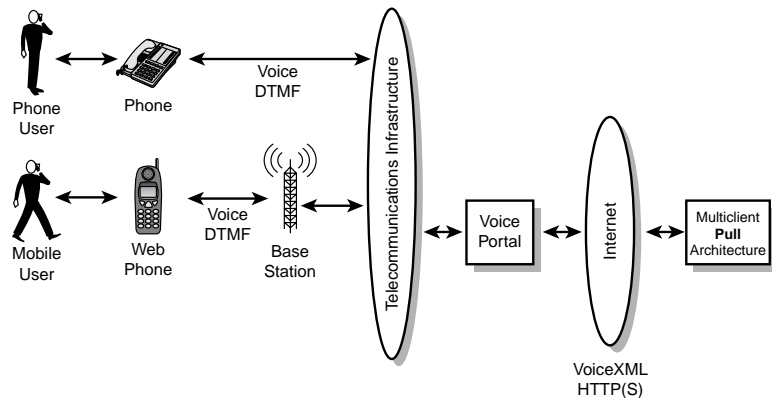 Phone
User
Phone
Voice
DTMF
Mobile
User
Web
Phone
Voice
DTMF
Base
Station
Telecommunications Infrastructure
Voice
Portal
Internet
VoiceXML
HTTP(S)
Multiclient
Pull
Architecture